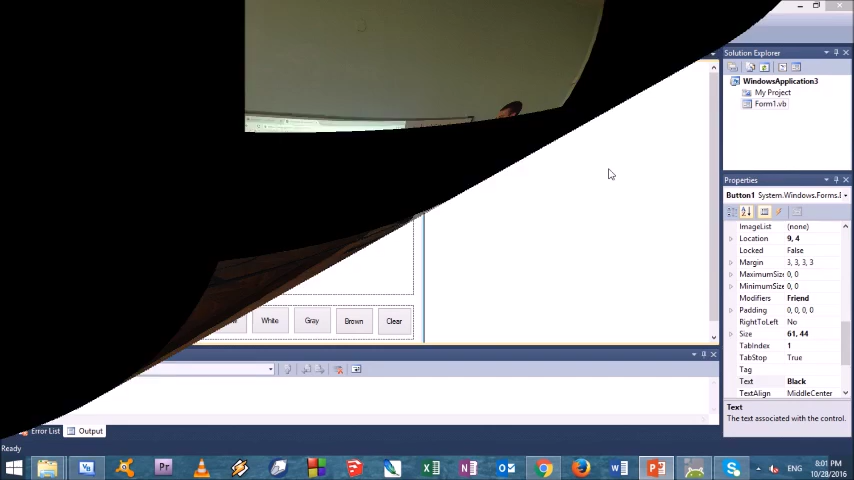 Solution Explorer
WindowsApplication3
My Project
Form1.vb
Properties
Button1 System.Windows.Forms.
ImageList (none)
Location 9, 4
Locked False
Margin 3, 3, 3, 3
MaximumSize 0, 0
MinimumSize 0, 0
Modifiers Friend
Padding 0, 0, 0, 0
RightToLeft No
Size 61, 44
TabIndex 1
TabStop True
Tag
Text Black
TextAlign MiddleCenter
Text
The text associated with the control.
White Gray Brown Clear
Error List Output
Ready
ENG
8:01 PM
10/28/2016